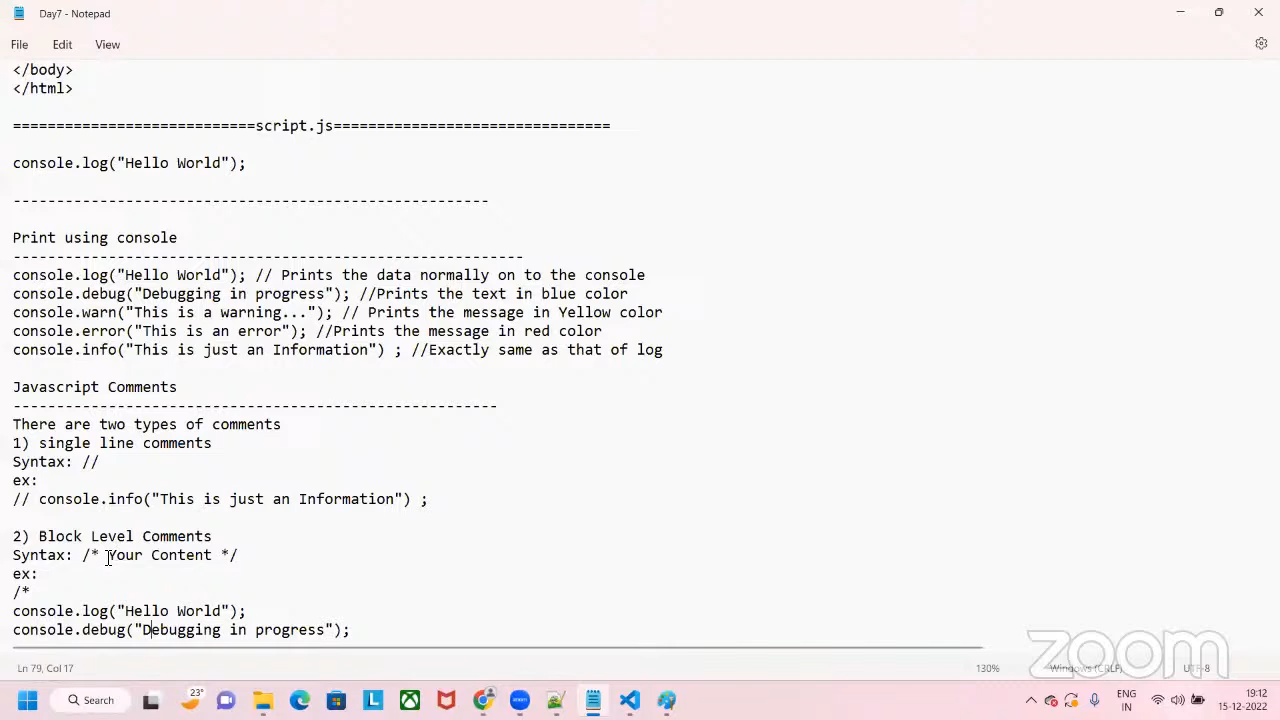 Day7 - Notepad
File Edit View
</body>
</html>
============================script.js================================
console.log("Hello World");
-------------------------------------------------------
Print using console
-----------------------------------------------------------
console.log("Hello World"); // Prints the data normally on to the console
console.debug("Debugging in progress"); //Prints the text in blue color
console.warn("This is a warning..."); // Prints the message in Yellow color
console.error("This is an error"); //Prints the message in red color
console.info("This is just an Information") ; //Exactly same as that of log
Javascript Comments
--------------------------------------------------------
There are two types of comments
1) single line comments
Syntax: //
ex:
// console.info("This is just an Information") ;
2) Block Level Comments
Syntax: /* Your Content */
ex:
/*
console.log("Hello World");
console.debug("Debugging in progress");
zoom
Ln 79, Col 17 130% Windows (CRLF) UTF-8
Search 23° zoom ENG IN 19:12 15-12-2022